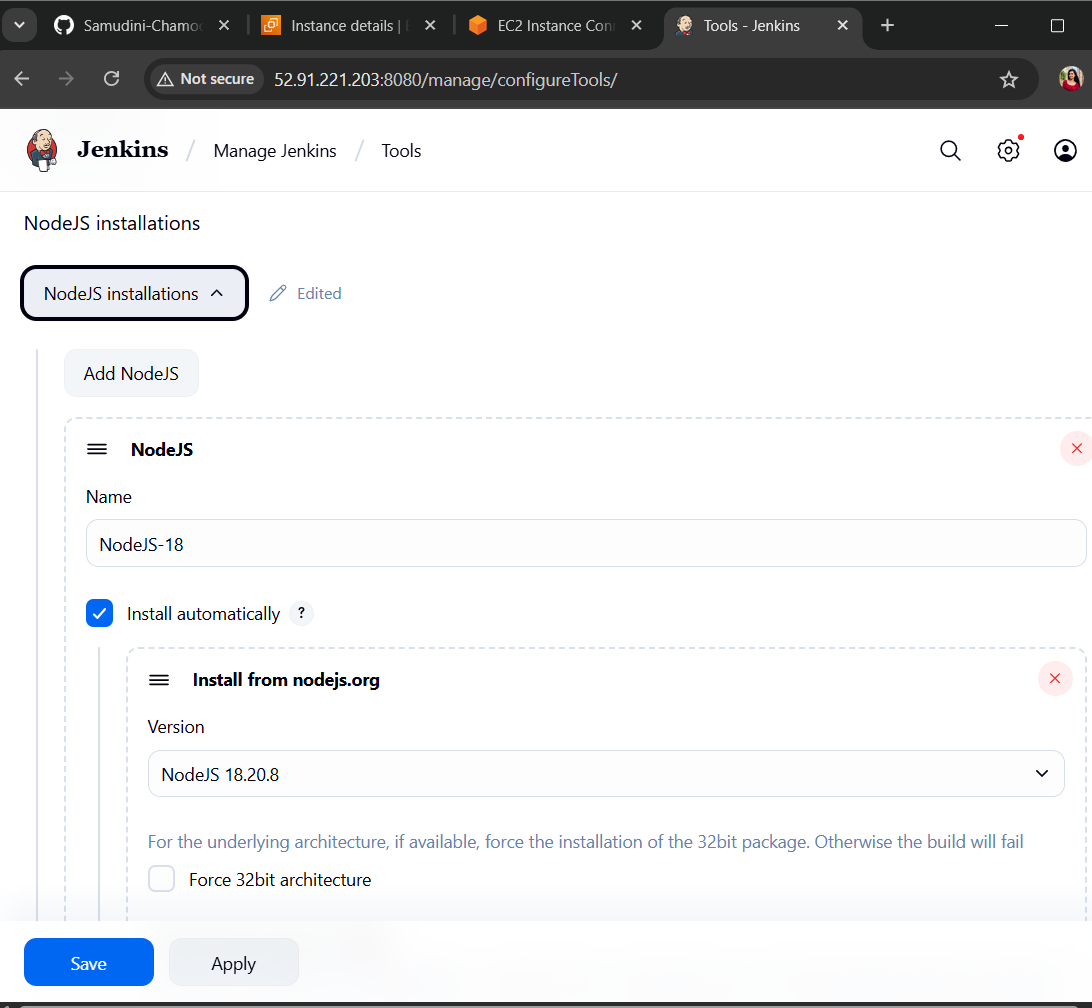 Samudini-Chamo
Instance details |
EC2 Instance Con
Tools - Jenkins
Not secure
52.91.221.203:8080/manage/configureTools/
Jenkins / Manage Jenkins / Tools
NodeJS installations
NodeJS installations
Edited
Add NodeJS
NodeJS
Name
NodeJS-18
Install automatically ?
Install from nodejs.org
Version
NodeJS 18.20.8
For the underlying architecture, if available, force the installation of the 32bit package. Otherwise the build will fail
Force 32bit architecture
Save
Apply